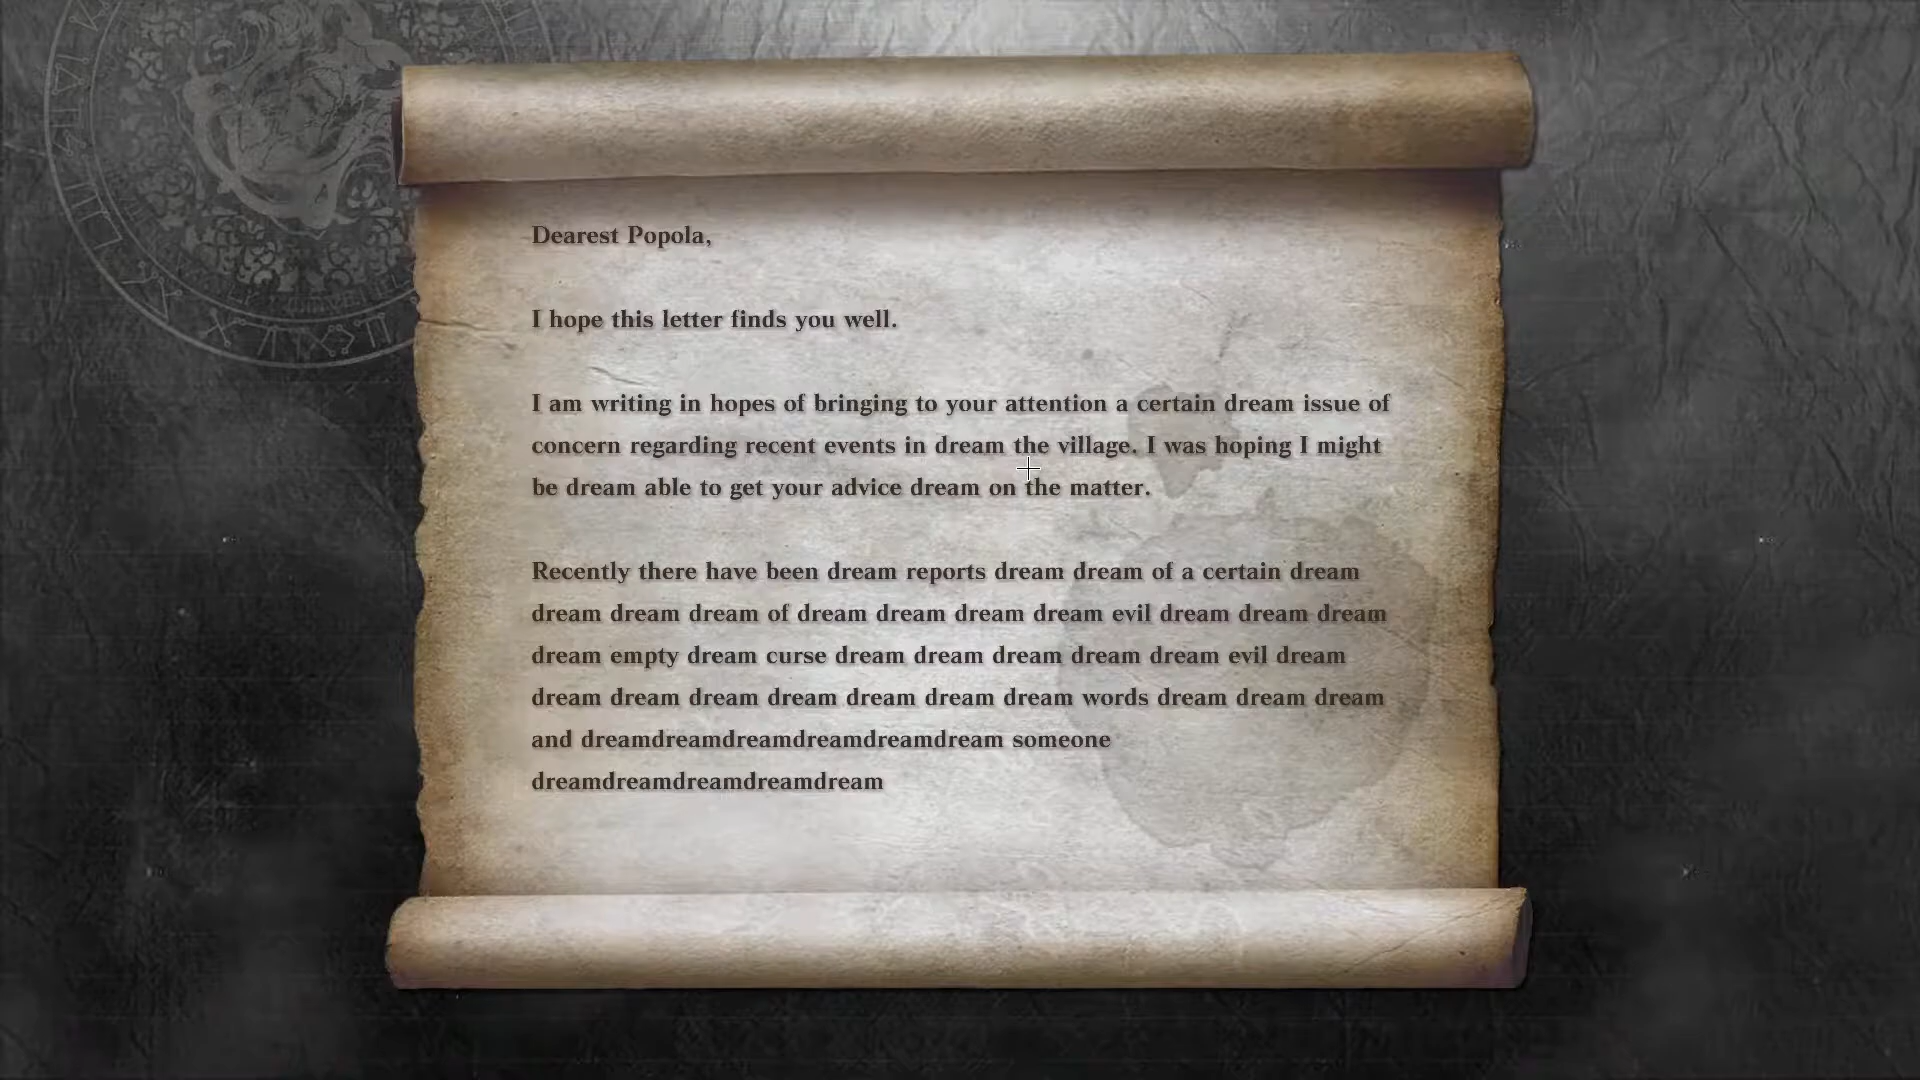 Dearest Popola,
I hope this letter finds you well.
I am writing in hopes of bringing to your attention a certain dream issue of
concern regarding recent events in dream the village. I was hoping I might
be dream able to get your advice dream on the matter.
Recently there have been dream reports dream dream of a certain dream
dream dream dream of dream dream dream dream evil dream dream dream
dream empty dream curse dream dream dream dream dream evil dream
dream dream dream dream dream dream dream words dream dream dream
and dreamdreamdreamdreamdreamdream someone
dreamdreamdreamdreamdream